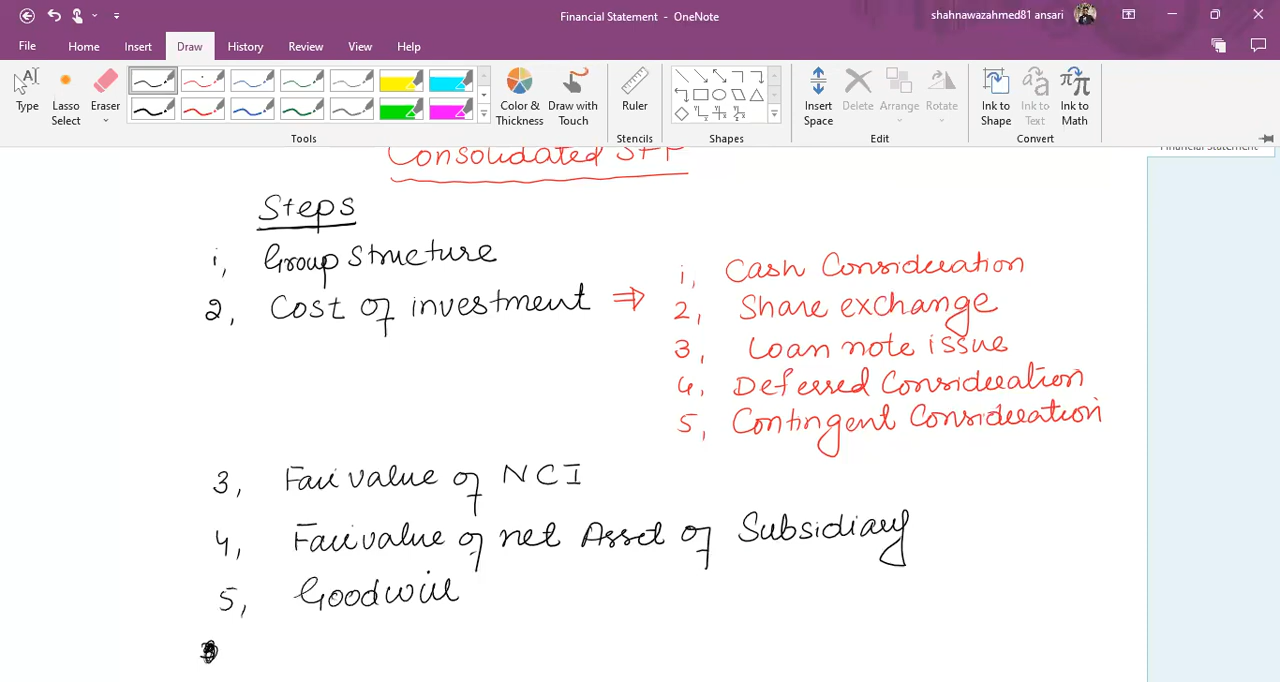 Financial Statement - OneNote
shahnawazahmed81 ansari
File Home Insert Draw History Review View Help
Type
Lasso Select
Eraser
Color & Thickness
Draw with Touch
Ruler
Insert Space
Delete
Arrange
Rotate
Ink to Shape
Ink to Text
Ink to Math
Tools
Stencils
Shapes
Edit
Convert
Financial Statement
Consolidated SFP
Steps
1, Group Structure
2, Cost of investment ⇒
1, Cash Consideration
2, Share exchange
3, Loan note issue
4, Deferred Consideration
5, Contingent Consideration
3, Fair value of NCI
4, Fair value of net Asset of Subsidiary
5, Goodwill